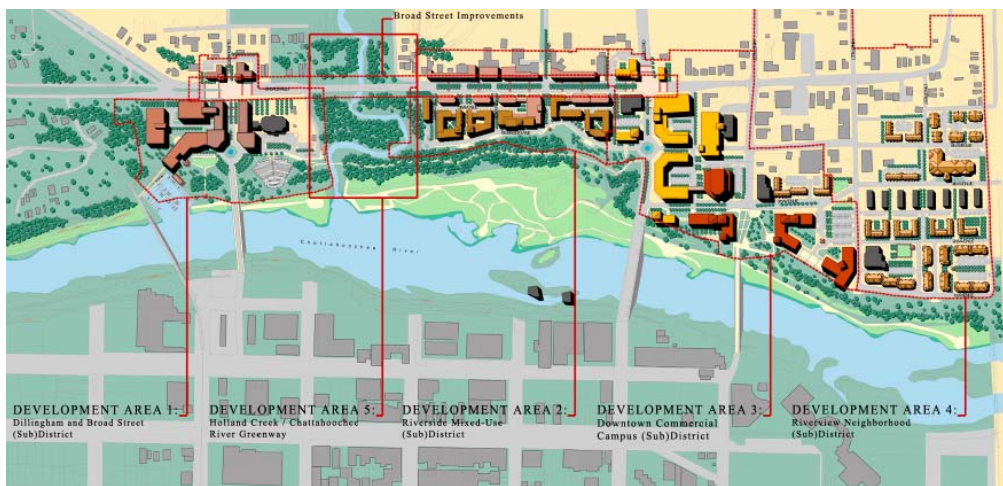 Broad Street Improvements
Chattahoochee River
DEVELOPMENT AREA 1:
Dillingham and Broad Street
(Sub)District
DEVELOPMENT AREA 5:
Holland Creek / Chattahoochee
River Greenway
DEVELOPMENT AREA 2:
Riverside Mixed-Use
(Sub)District
DEVELOPMENT AREA 3:
Downtown Commercial
Campus (Sub)District
DEVELOPMENT AREA 4:
Riverview Neighborhood
(Sub)District